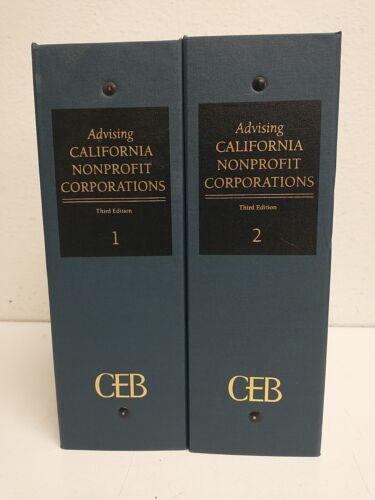 Advising
CALIFORNIA
NONPROFIT
CORPORATIONS
Third Edition
1
CEB
Advising
CALIFORNIA
NONPROFIT
CORPORATIONS
Third Edition
2
CEB